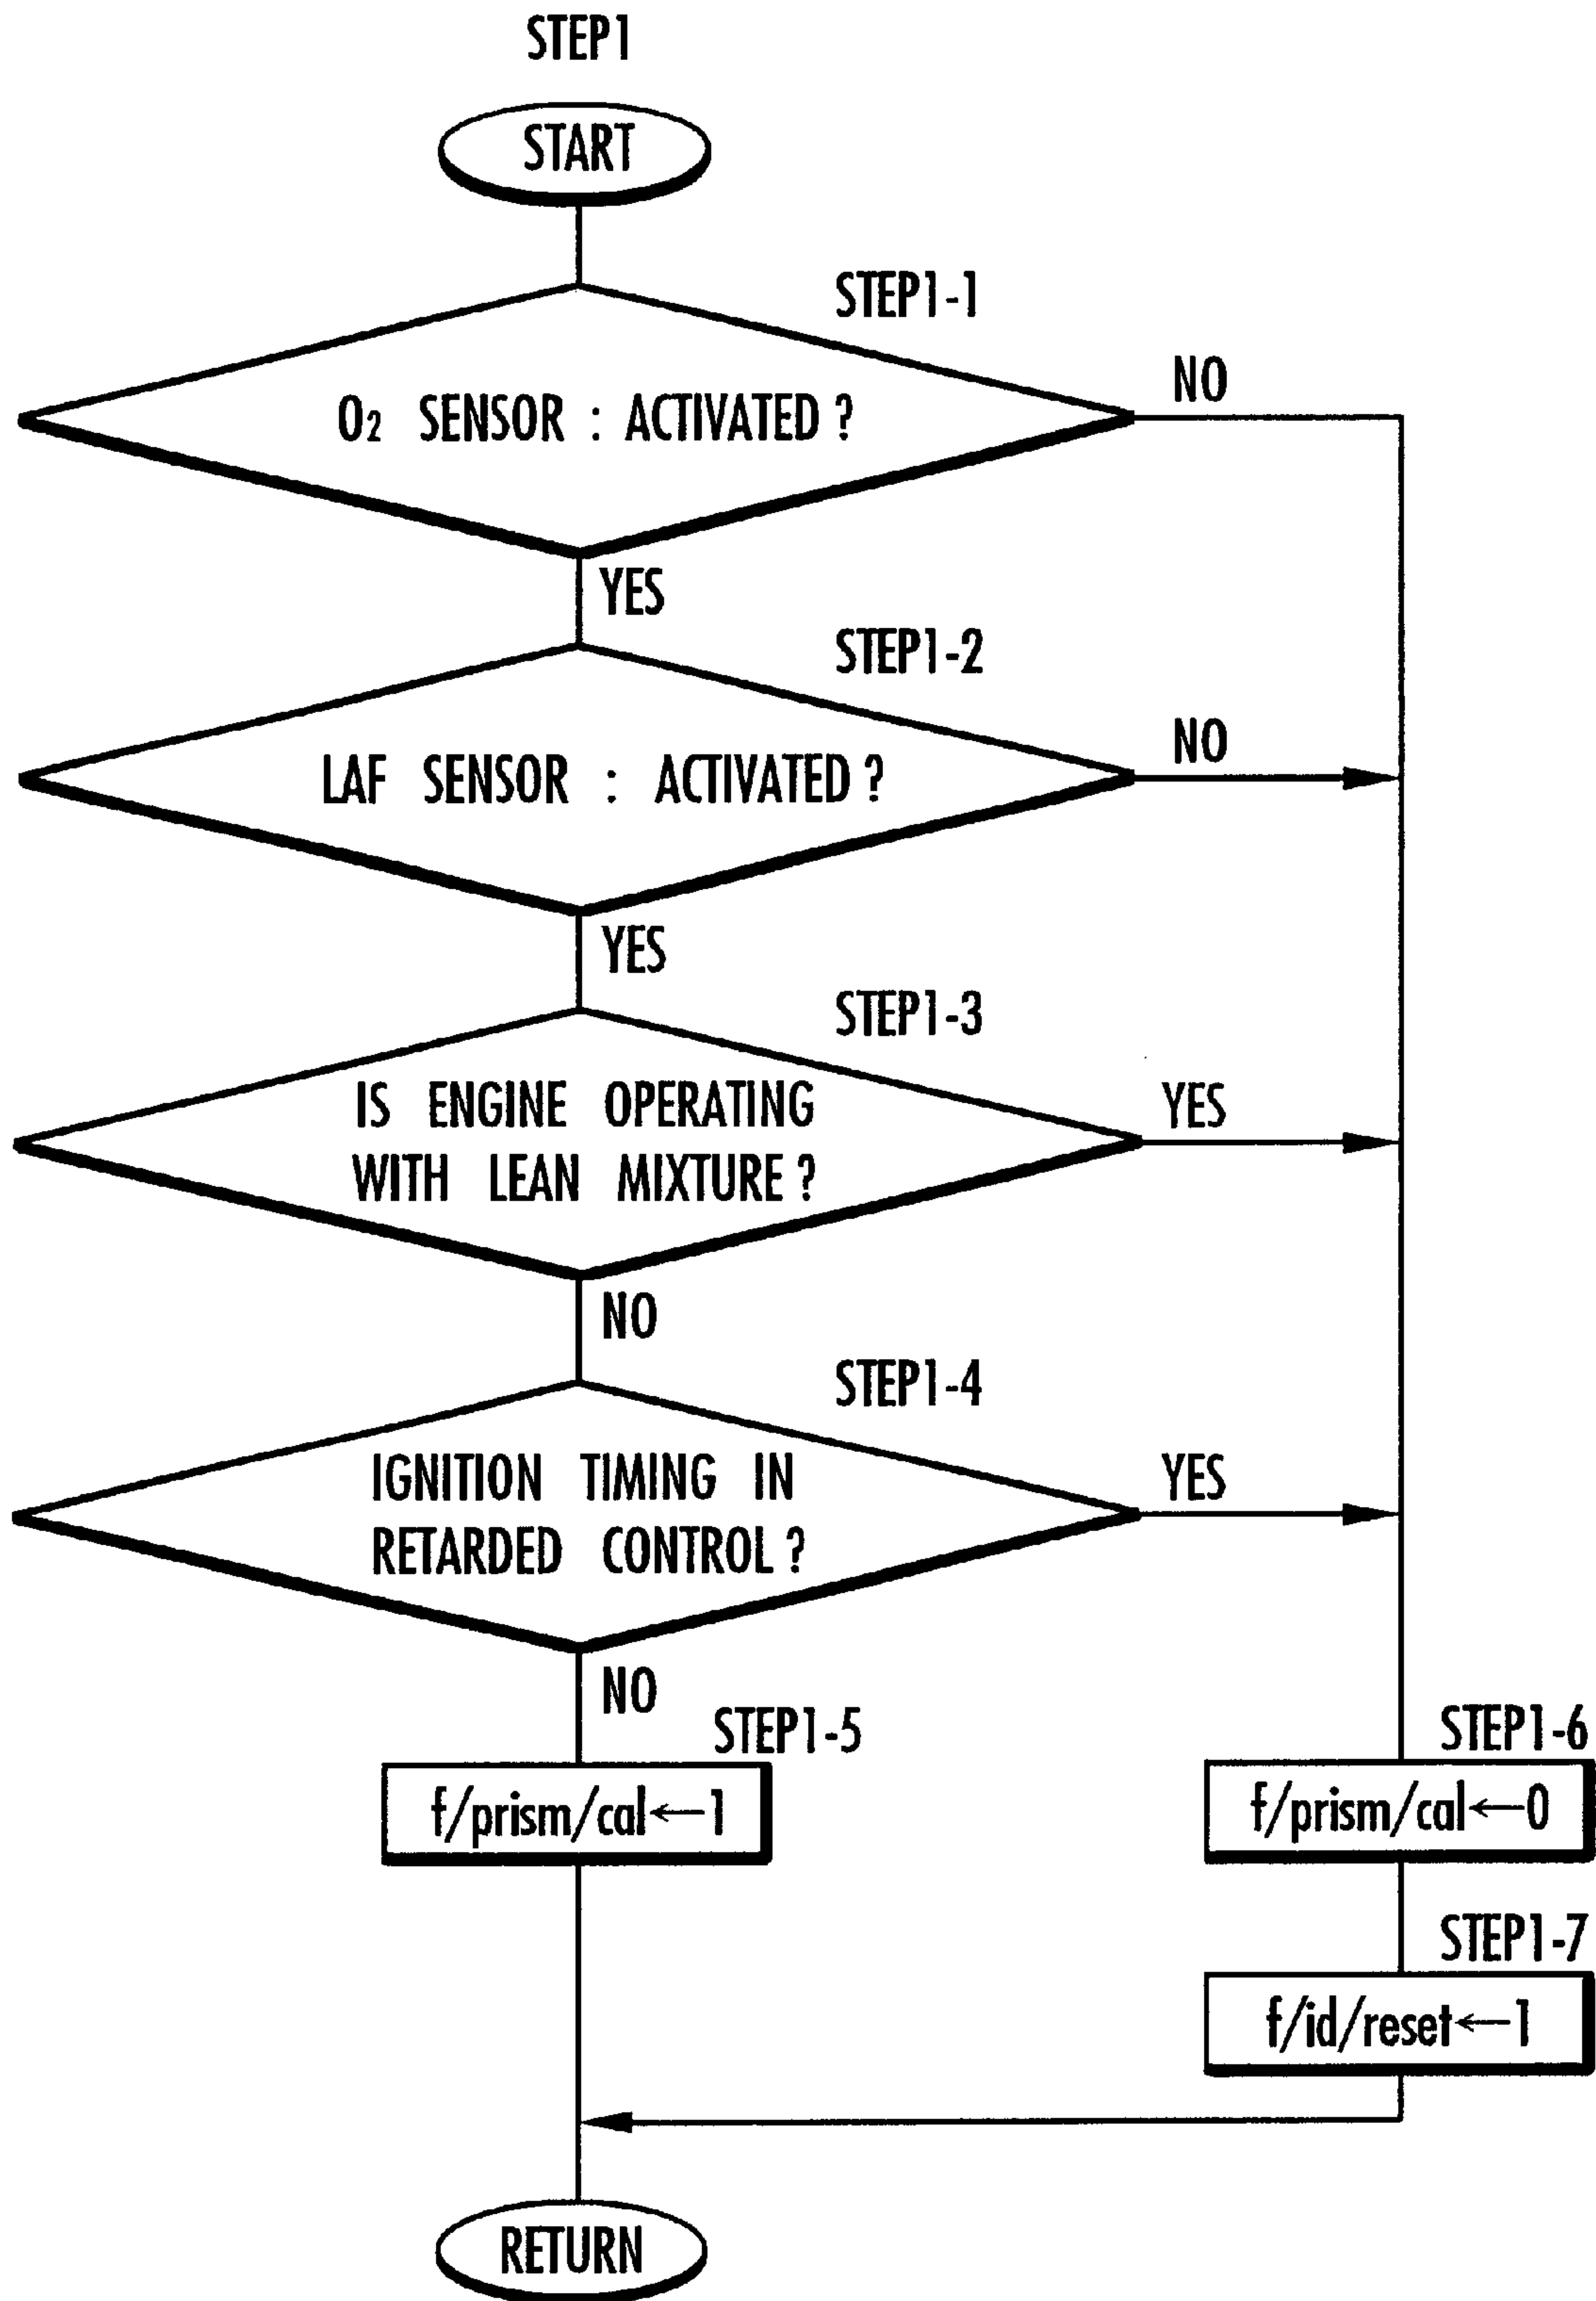 STEP1
START
STEP1-1
O₂ SENSOR : ACTIVATED ?
NO
YES
STEP1-2
LAF SENSOR : ACTIVATED ?
NO
YES
STEP1-3
IS ENGINE OPERATING
WITH LEAN MIXTURE ?
YES
NO
STEP1-4
IGNITION TIMING IN
RETARDED CONTROL ?
YES
NO
STEP1-5
f/prism/cal←1
STEP1-6
f/prism/cal←0
STEP1-7
f/id/reset←1
RETURN